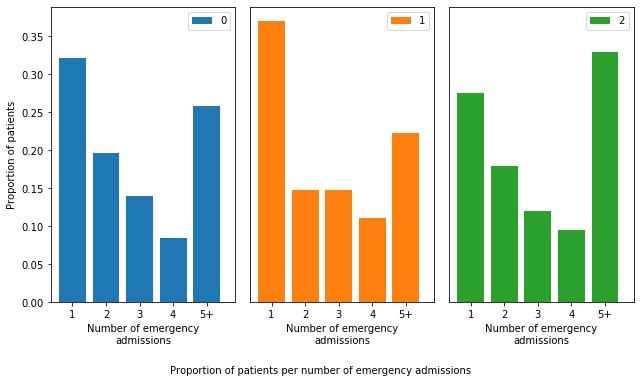 0
1
2
0.35
0.30
0.25
0.20
0.15
0.10
0.05
0.00
Proportion of patients
1 2 3 4 5+
1 2 3 4 5+
1 2 3 4 5+
Number of emergency
admissions
Number of emergency
admissions
Number of emergency
admissions
Proportion of patients per number of emergency admissions